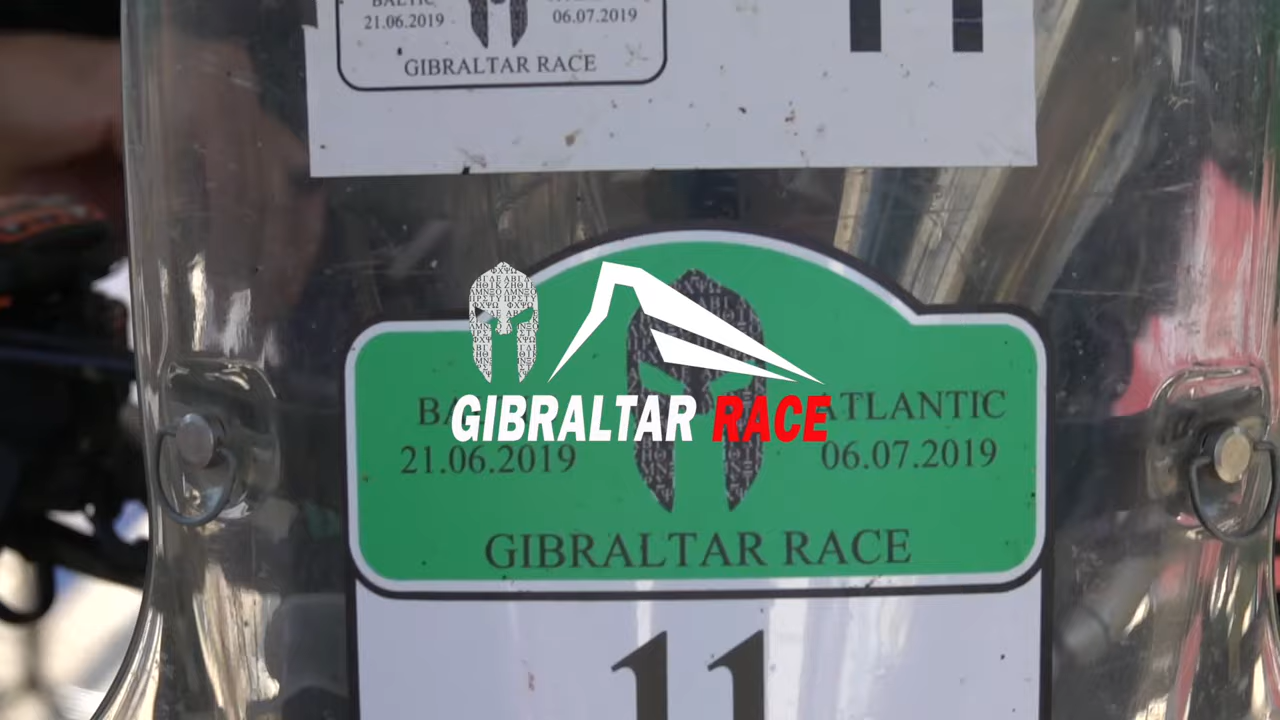 BALTIC
21.06.2019
06.07.2019
GIBRALTAR RACE
11
GIBRALTAR RACE
ATLANTIC
21.06.2019
06.07.2019
GIBRALTAR RACE
11